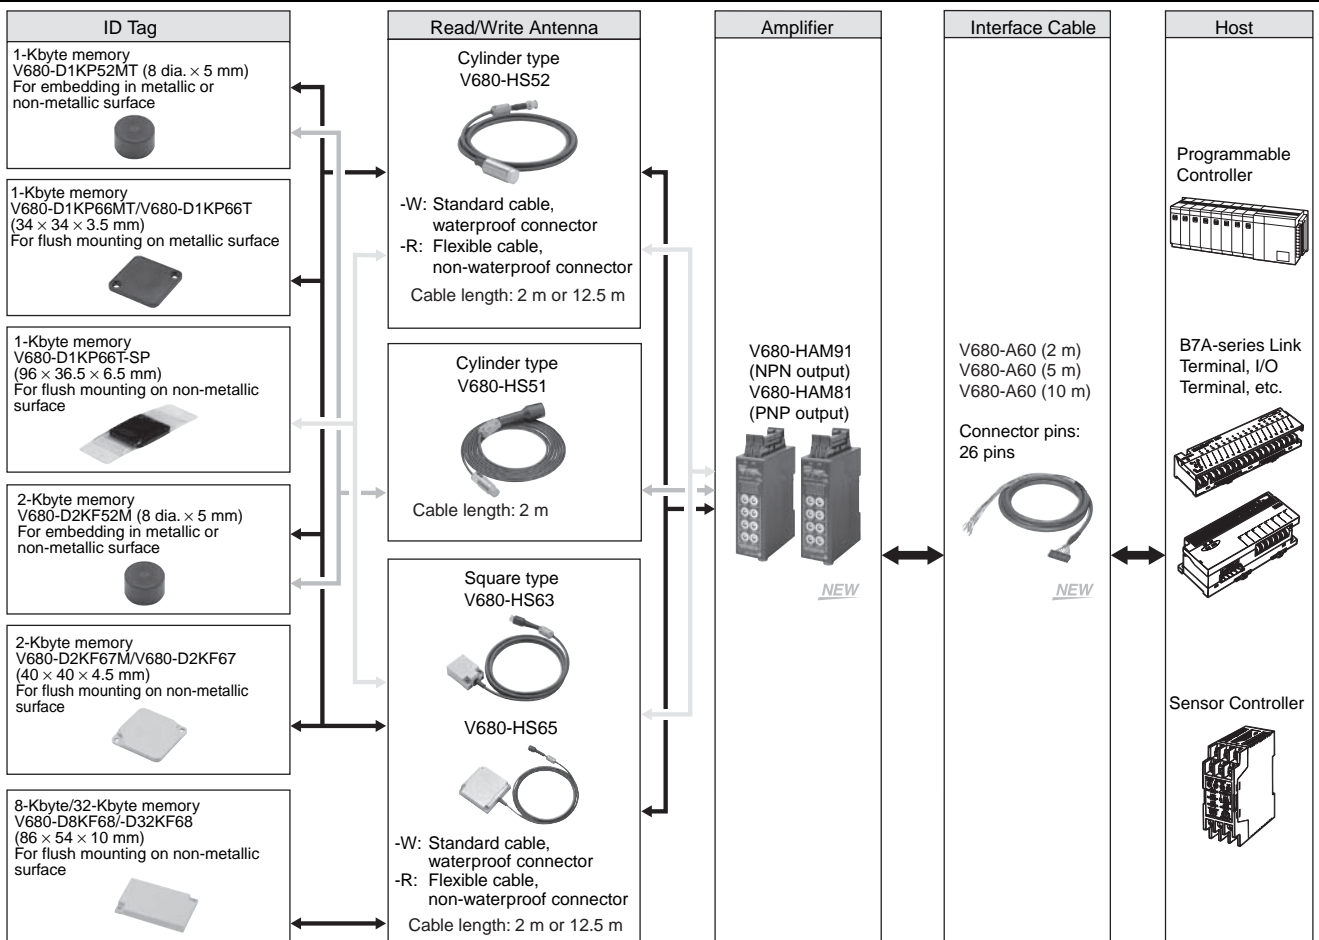 ID Tag
1-Kbyte memory
V680-D1KP52MT (8 dia. × 5 mm)
For embedding in metallic or
non-metallic surface
1-Kbyte memory
V680-D1KP66MT/V680-D1KP66T
(34 × 34 × 3.5 mm)
For flush mounting on metallic surface
1-Kbyte memory
V680-D1KP66T-SP
(96 × 36.5 × 6.5 mm)
For flush mounting on non-metallic
surface
2-Kbyte memory
V680-D2KF52M (8 dia. × 5 mm)
For embedding in metallic or
non-metallic surface
2-Kbyte memory
V680-D2KF67M/V680-D2KF67
(40 × 40 × 4.5 mm)
For flush mounting on non-metallic
surface
8-Kbyte/32-Kbyte memory
V680-D8KF68/-D32KF68
(86 × 54 × 10 mm)
For flush mounting on non-metallic
surface
Read/Write Antenna
Cylinder type
V680-HS52
-W: Standard cable,
waterproof connector
-R: Flexible cable,
non-waterproof connector
Cable length: 2 m or 12.5 m
Cylinder type
V680-HS51
Cable length: 2 m
Square type
V680-HS63
V680-HS65
-W: Standard cable,
waterproof connector
-R: Flexible cable,
non-waterproof connector
Cable length: 2 m or 12.5 m
Amplifier
V680-HAM91
(NPN output)
V680-HAM81
(PNP output)
NEW
Interface Cable
V680-A60 (2 m)
V680-A60 (5 m)
V680-A60 (10 m)
Connector pins:
26 pins
NEW
Host
Programmable
Controller
B7A-series Link
Terminal, I/O
Terminal, etc.
Sensor Controller